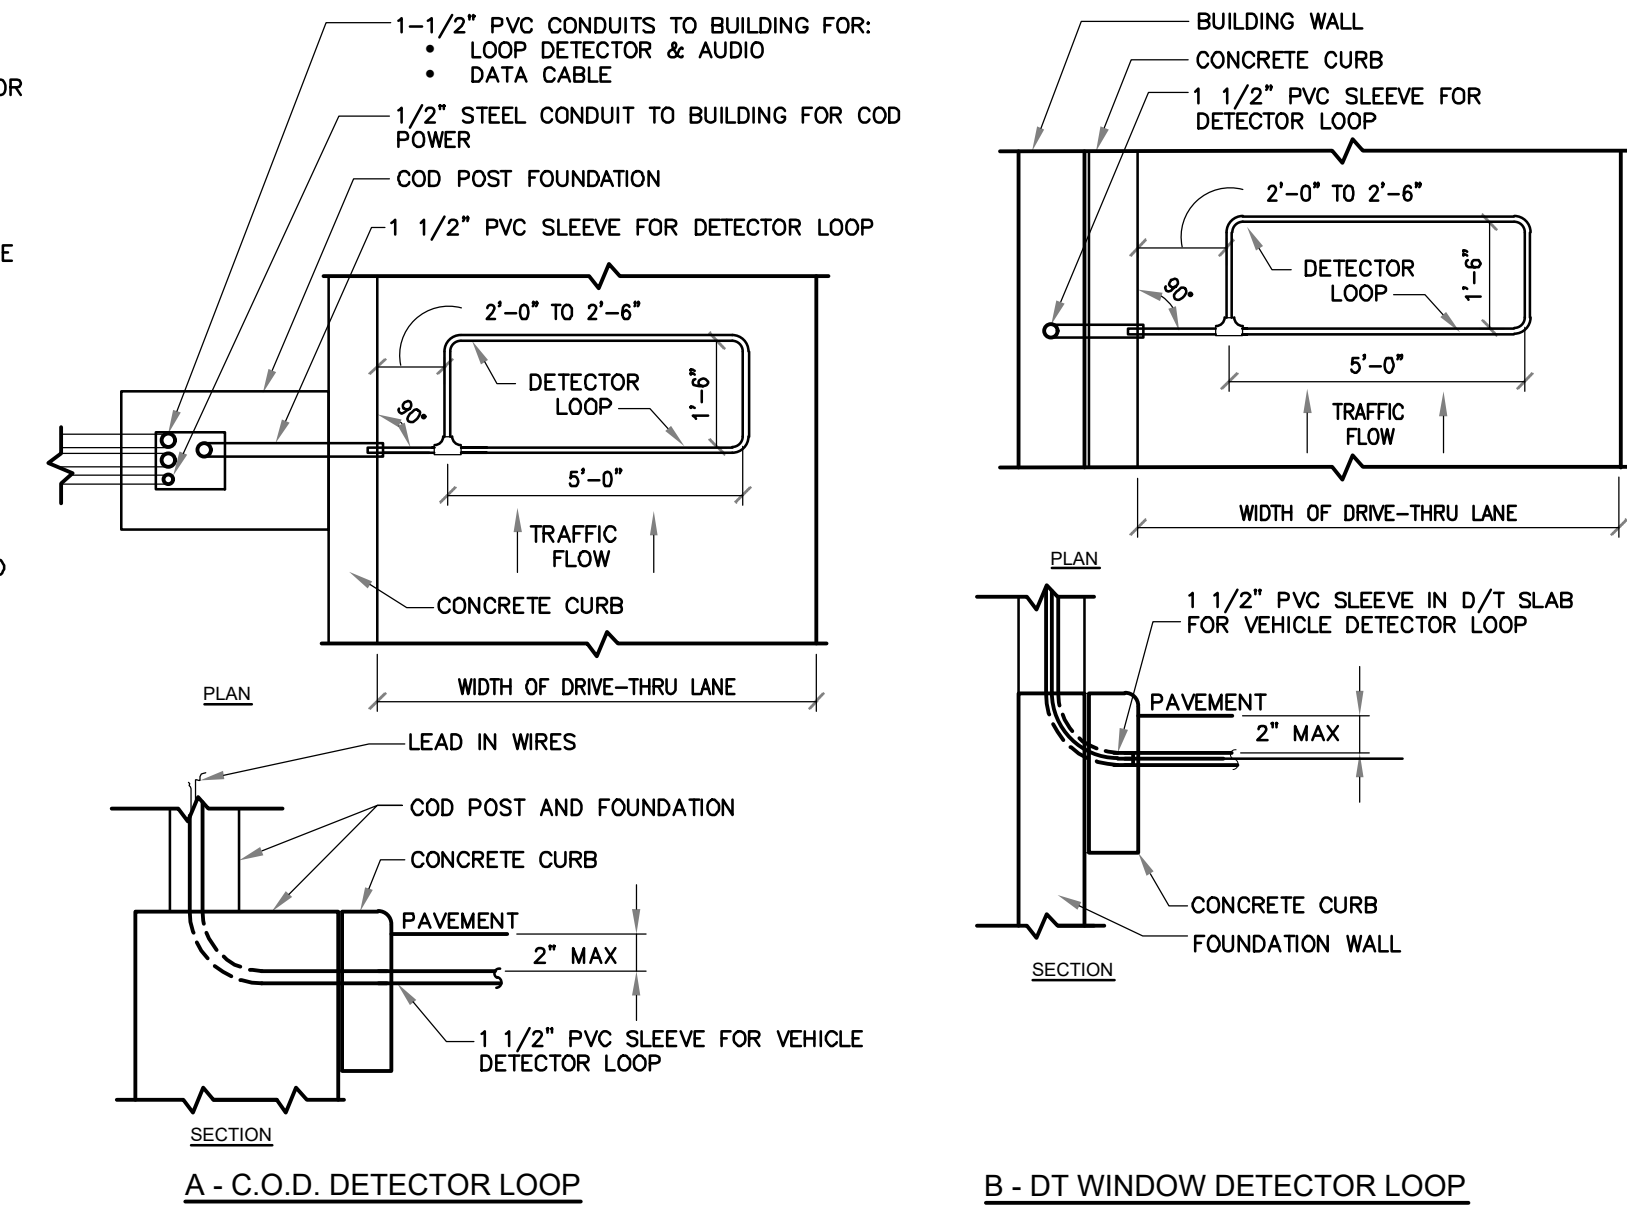 OR
E
)
1-1/2" PVC CONDUITS TO BUILDING FOR:
• LOOP DETECTOR & AUDIO
• DATA CABLE
1/2" STEEL CONDUIT TO BUILDING FOR COD
POWER
COD POST FOUNDATION
1 1/2" PVC SLEEVE FOR DETECTOR LOOP
2'-0" TO 2'-6"
DETECTOR
LOOP
1'-6"
90°
5'-0"
TRAFFIC
FLOW
CONCRETE CURB
WIDTH OF DRIVE-THRU LANE
PLAN
LEAD IN WIRES
COD POST AND FOUNDATION
CONCRETE CURB
PAVEMENT
2" MAX
1 1/2" PVC SLEEVE FOR VEHICLE
DETECTOR LOOP
SECTION
A - C.O.D. DETECTOR LOOP
BUILDING WALL
CONCRETE CURB
1 1/2" PVC SLEEVE FOR
DETECTOR LOOP
2'-0" TO 2'-6"
DETECTOR
LOOP
1'-6"
90°
5'-0"
TRAFFIC
FLOW
WIDTH OF DRIVE-THRU LANE
PLAN
1 1/2" PVC SLEEVE IN D/T SLAB
FOR VEHICLE DETECTOR LOOP
PAVEMENT
2" MAX
CONCRETE CURB
FOUNDATION WALL
SECTION
B - DT WINDOW DETECTOR LOOP